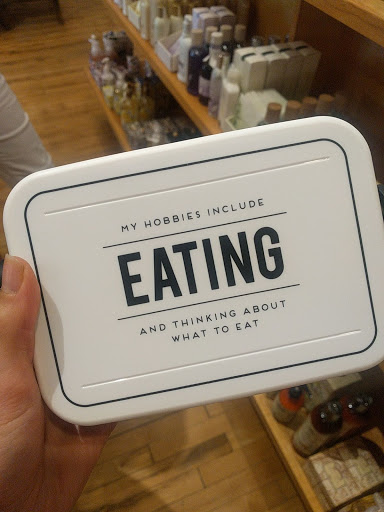 MY HOBBIES INCLUDE
EATING
AND THINKING ABOUT
WHAT TO EAT